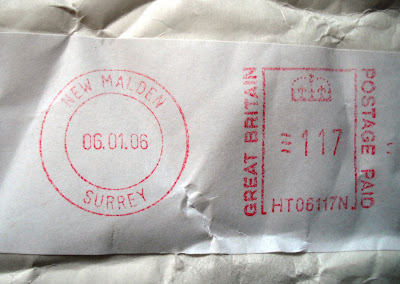 NEW MALDEN
06.01.06
SURREY
GREAT BRITAIN
117
HT06117N
POSTAGE PAID